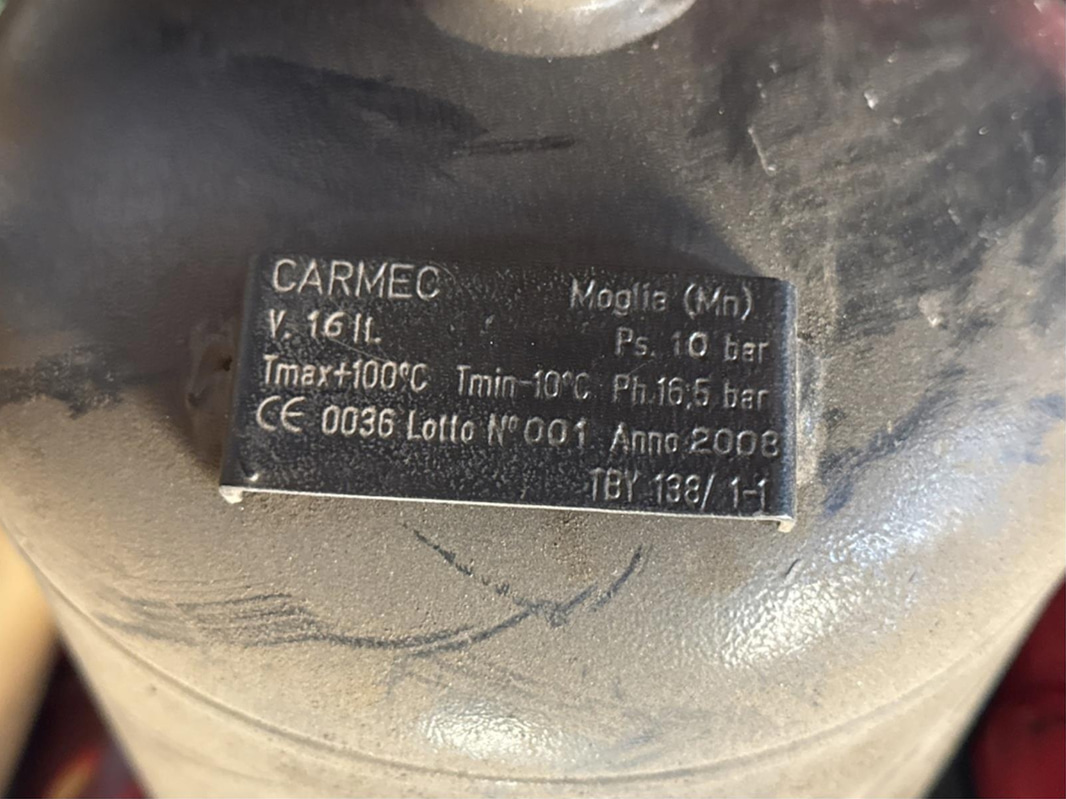 CARMEC Moglia (Mn)
V. 16 lt. Ps. 10 bar
Tmax+100°C Tmin-10°C Ph.16,5 bar
CE 0036 Lotto N° 001 Anno 2008
TBY 138/ 1-1